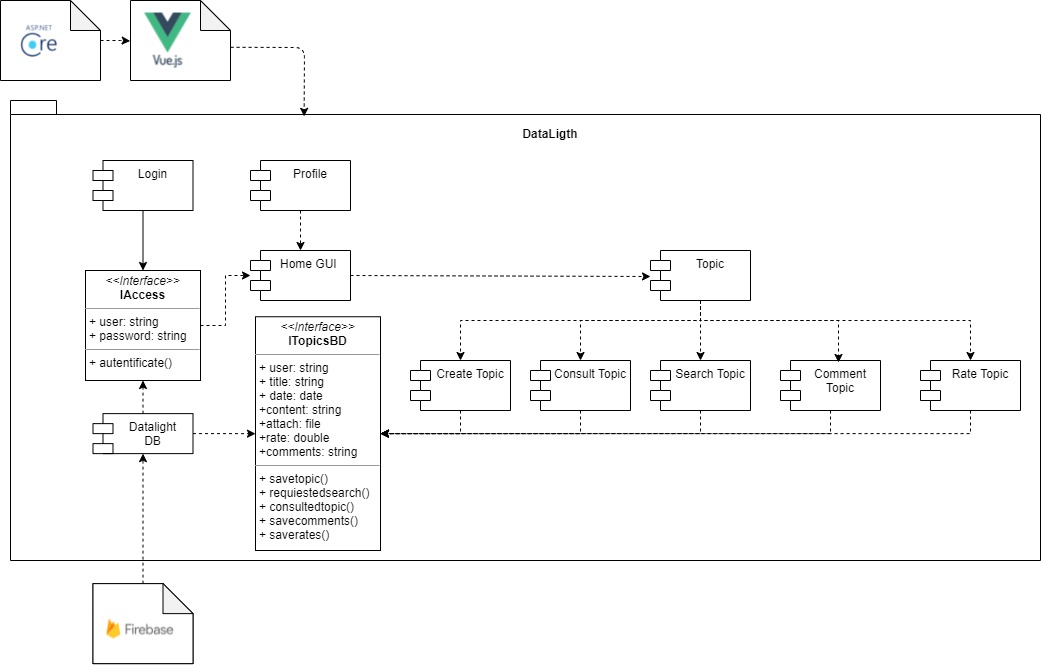 ASP.NET
Core
Vue.js
DataLigth
Login
Profile
<<Interface>>
IAccess
+ user: string
+ password: string
+ autentificate()
Home GUI
Topic
<<Interface>>
ITopicsBD
+ user: string
+ title: string
+ date: date
+content: string
+attach: file
+rate: double
+comments: string
+ savetopic()
+ requiestedsearch()
+ consultedtopic()
+ savecomments()
+ saverates()
Create Topic
Consult Topic
Search Topic
Comment
Topic
Rate Topic
Datalight
DB
Firebase